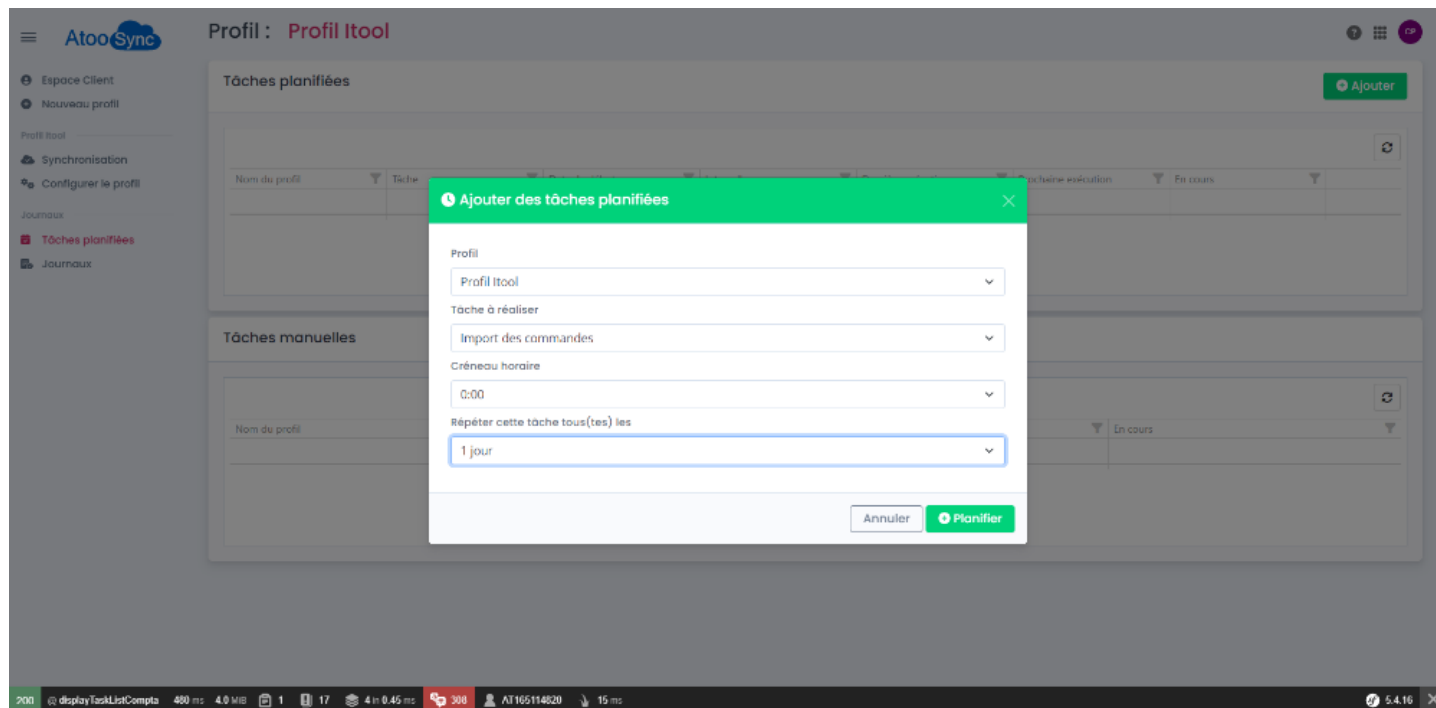 AtooSync
Profil : Profil Itool
CP
Espace Client
Nouveau profil
Profil Itool
Synchronisation
Configurer le profil
Journaux
Tâches planifiées
Journaux
Tâches planifiées
Ajouter
Nom du profil Tâche Prochaine exécution En cours
Ajouter des tâches planifiées
Profil
Profil Itool
Tâche à réaliser
Import des commandes
Créneau horaire
0:00
Répéter cette tâche tous(tes) les
1 jour
Annuler
Planifier
Tâches manuelles
Nom du profil En cours
200 @ displayTaskListCompta 480 ms 4.0 MiB 1 17 4 in 0.45 ms 308 AT165114820 15 ms 5.4.16